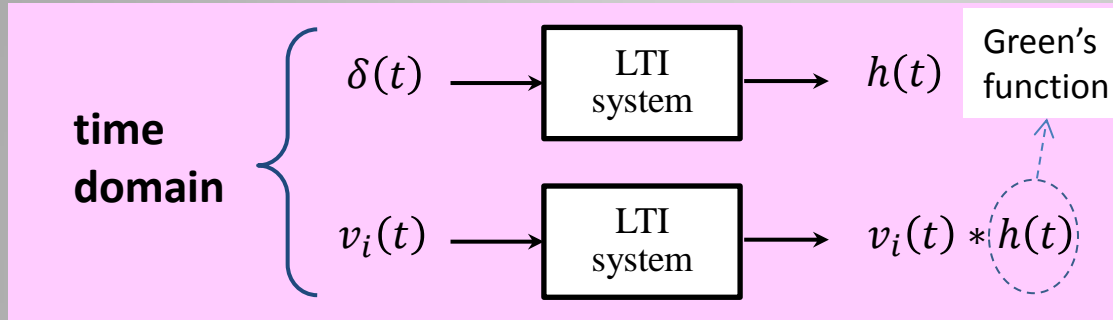 time
domain
δ(t)
LTI
system
h(t)
Green's
function
v_i(t)
LTI
system
v_i(t) ∗ h(t)